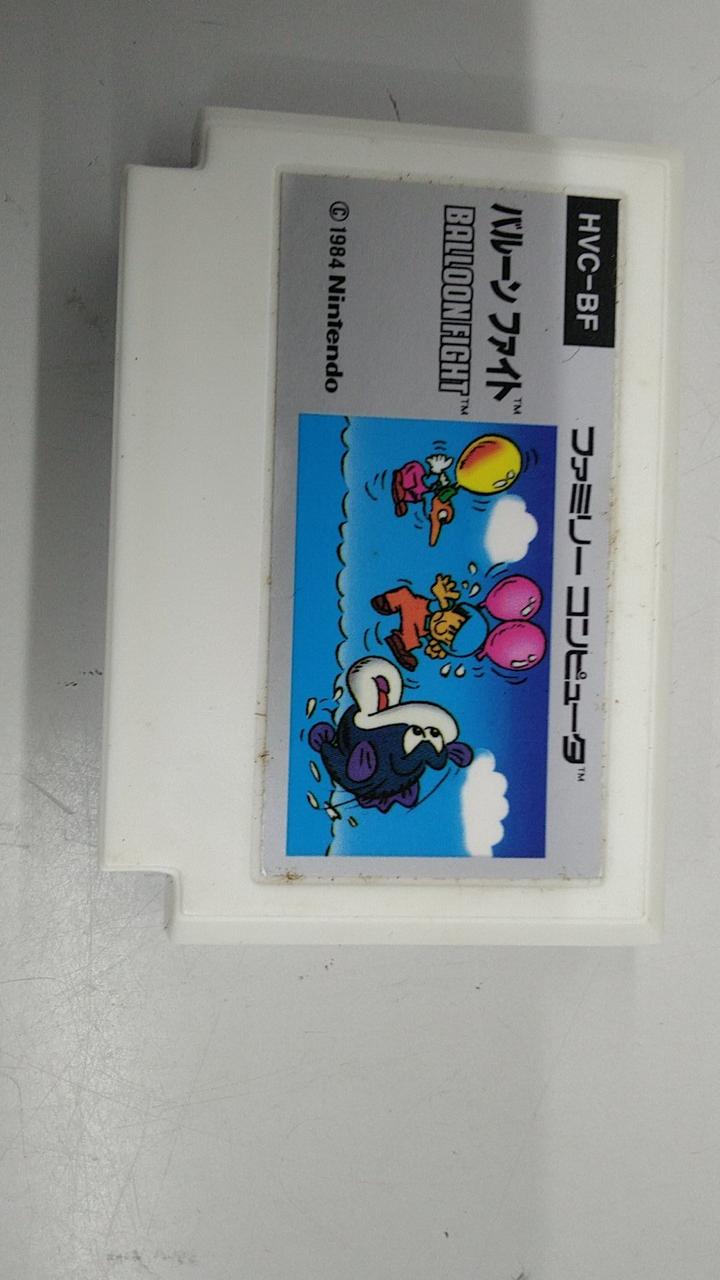 HVC-BF
ファミリー コンピュータ™
バルーン ファイト™
BALLOON FIGHT™
© 1984 Nintendo